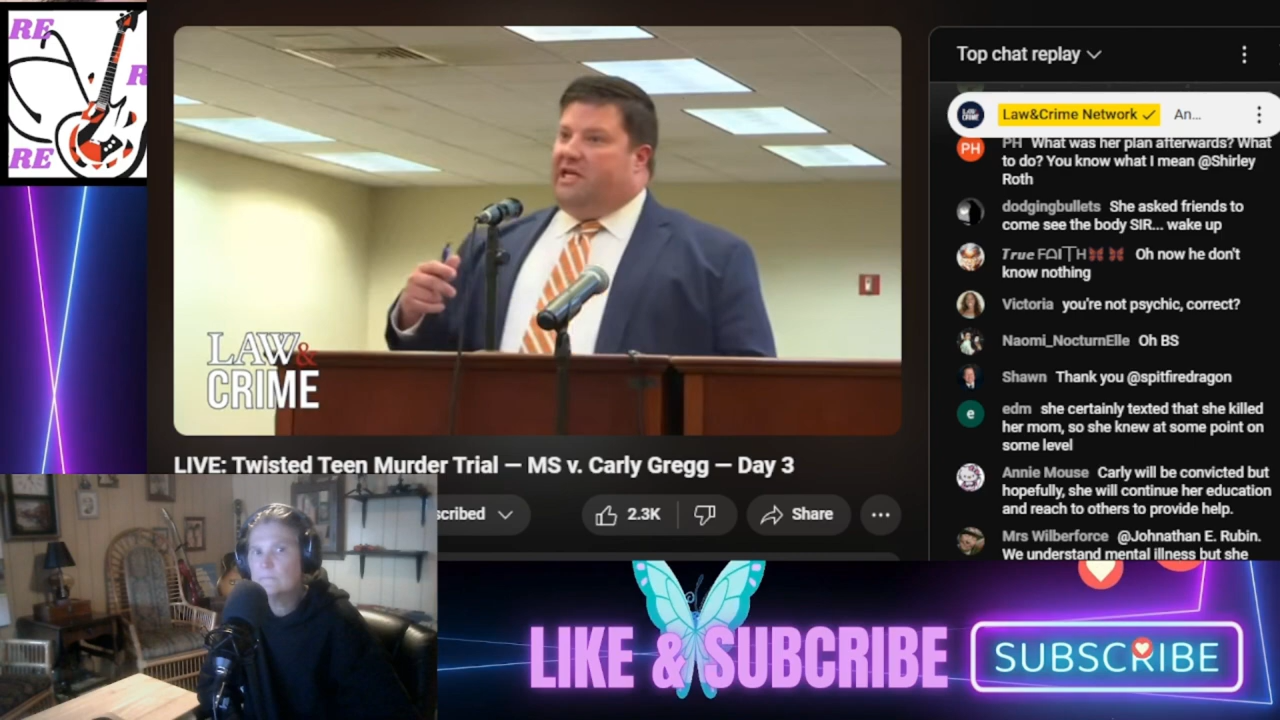 RE
R
RE
LAW&
CRIME
LIVE: Twisted Teen Murder Trial — MS v. Carly Gregg — Day 3
scribed
2.3K
Share
Top chat replay
LAW&
CRIME
Law&Crime Network
An...
PH
PH What was her plan afterwards? What
to do? You know what I mean @Shirley
Roth
dodgingbullets She asked friends to
come see the body SIR... wake up
True FAITH Oh now he don't
know nothing
Victoria you're not psychic, correct?
Naomi_NocturnElle Oh BS
Shawn Thank you @spitfiredragon
e
edm she certainly texted that she killed
her mom, so she knew at some point on
some level
Annie Mouse Carly will be convicted but
hopefully, she will continue her education
and reach to others to provide help.
Mrs Wilberforce @Johnathan E. Rubin.
We understand mental illness but she
LIKE & SUBCRIBE
SUBSCRIBE